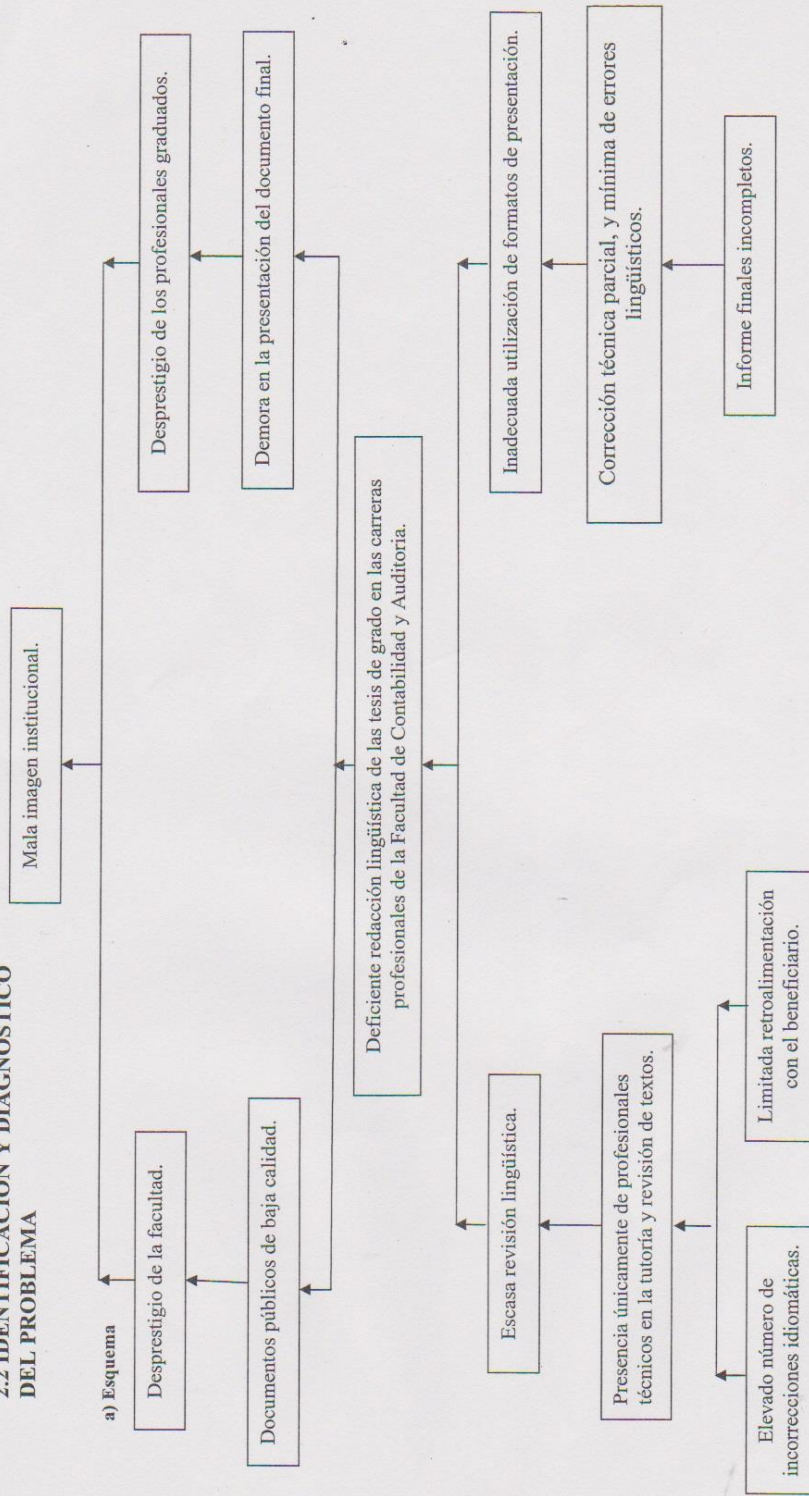 2.2 IDENTIFICACIÓN Y DIAGNÓSTICO
DEL PROBLEMA
a) Esquema
Mala imagen institucional.
Desprestigio de la facultad.
Desprestigio de los profesionales graduados.
Documentos públicos de baja calidad.
Demora en la presentación del documento final.
Deficiente redacción lingüística de las tesis de grado en las carreras
profesionales de la Facultad de Contabilidad y Auditoria.
Escasa revisión lingüística.
Inadecuada utilización de formatos de presentación.
Presencia únicamente de profesionales
técnicos en la tutoría y revisión de textos.
Corrección técnica parcial, y mínima de errores
lingüísticos.
Elevado número de
incorrecciones idiomáticas.
Limitada retroalimentación
con el beneficiario.
Informe finales incompletos.